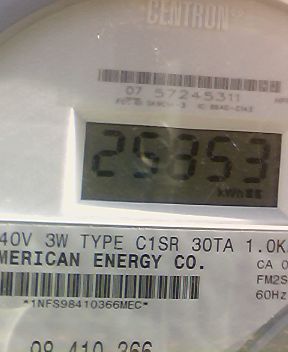 CENTRON
07 57245311
25353
kWh
40V 3W TYPE C1SR 30TA 1.0K
MERICAN ENERGY CO.
CA 0
FM2S
60Hz
*1NFS98410366MEC*
98 410 366